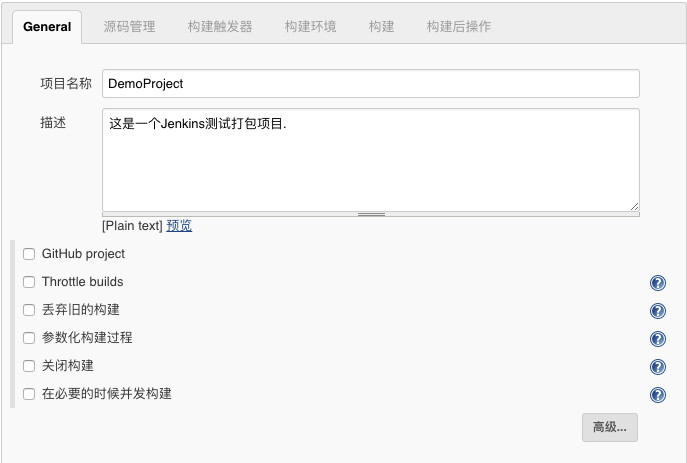 General 源码管理 构建触发器 构建环境 构建 构建后操作
项目名称 DemoProject
描述 这是一个Jenkins测试打包项目.
[Plain text] 预览
GitHub project
Throttle builds ?
丢弃旧的构建 ?
参数化构建过程 ?
关闭构建 ?
在必要的时候并发构建 ?
高级...